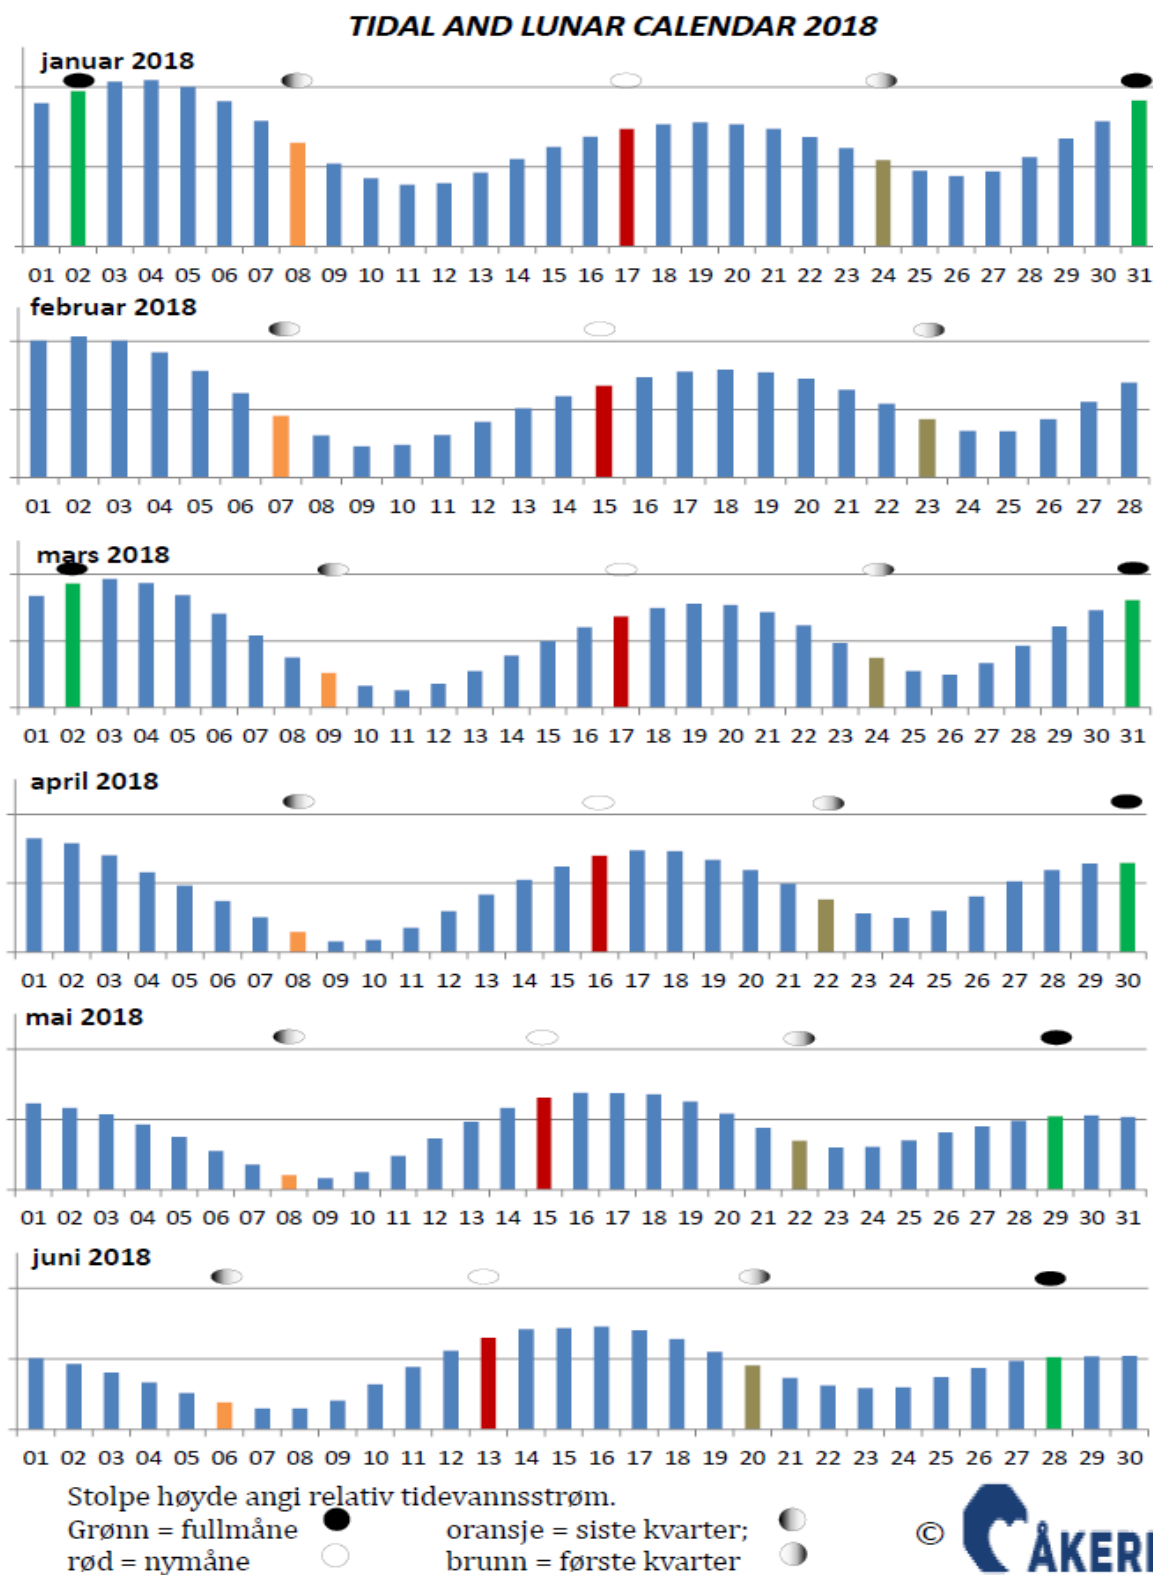 TIDAL AND LUNAR CALENDAR 2018
januar 2018
01 02 03 04 05 06 07 08 09 10 11 12 13 14 15 16 17 18 19 20 21 22 23 24 25 26 27 28 29 30 31
februar 2018
01 02 03 04 05 06 07 08 09 10 11 12 13 14 15 16 17 18 19 20 21 22 23 24 25 26 27 28
mars 2018
01 02 03 04 05 06 07 08 09 10 11 12 13 14 15 16 17 18 19 20 21 22 23 24 25 26 27 28 29 30 31
april 2018
01 02 03 04 05 06 07 08 09 10 11 12 13 14 15 16 17 18 19 20 21 22 23 24 25 26 27 28 29 30
mai 2018
01 02 03 04 05 06 07 08 09 10 11 12 13 14 15 16 17 18 19 20 21 22 23 24 25 26 27 28 29 30 31
juni 2018
01 02 03 04 05 06 07 08 09 10 11 12 13 14 15 16 17 18 19 20 21 22 23 24 25 26 27 28 29 30
Stolpe høyde angi relativ tidevannsstrøm.
Grønn = fullmåne oransje = siste kvarter;
rød = nymåne brunn = første kvarter
©